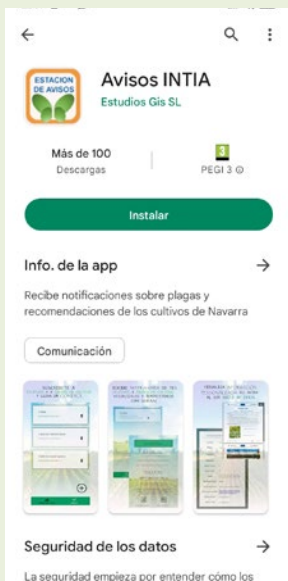 ESTACION
DE AVISOS
Avisos INTIA
Estudios Gis SL
Más de 100
Descargas
3
PEGI 3
Instalar
Info. de la app
Recibe notificaciones sobre plagas y
recomendaciones de los cultivos de Navarra
Comunicación
Seguridad de los datos
La seguridad empieza por entender cómo los